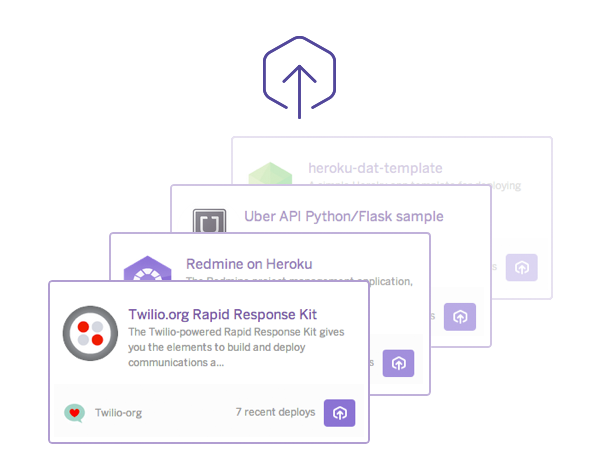 heroku-dat-template
A simple Heroku app template for deploying
Uber API Python/Flask sample
s
Redmine on Heroku
The Redmine project management application,
s
Twilio.org Rapid Response Kit
The Twilio-powered Rapid Response Kit gives
you the elements to build and deploy
communications a...
s
Twilio-org
7 recent deploys